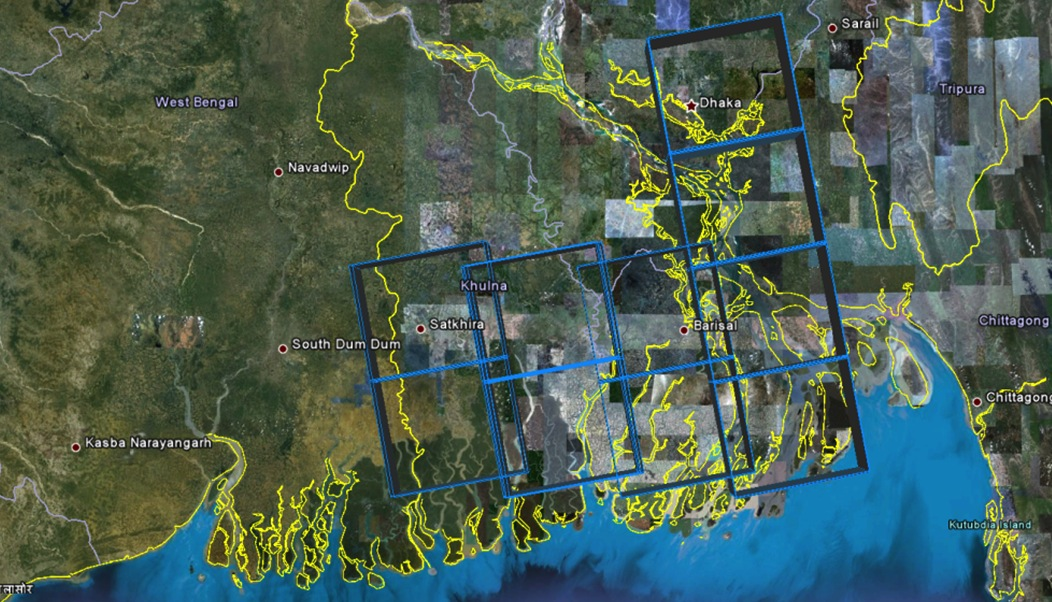 Sarail
West Bengal
Tripura
Dhaka
Navadwip
Khulna
Satkhira
Barisal
Chittagong
South Dum Dum
Chittagong
Kasba Narayangarh
Kutubdia Island
लासोर